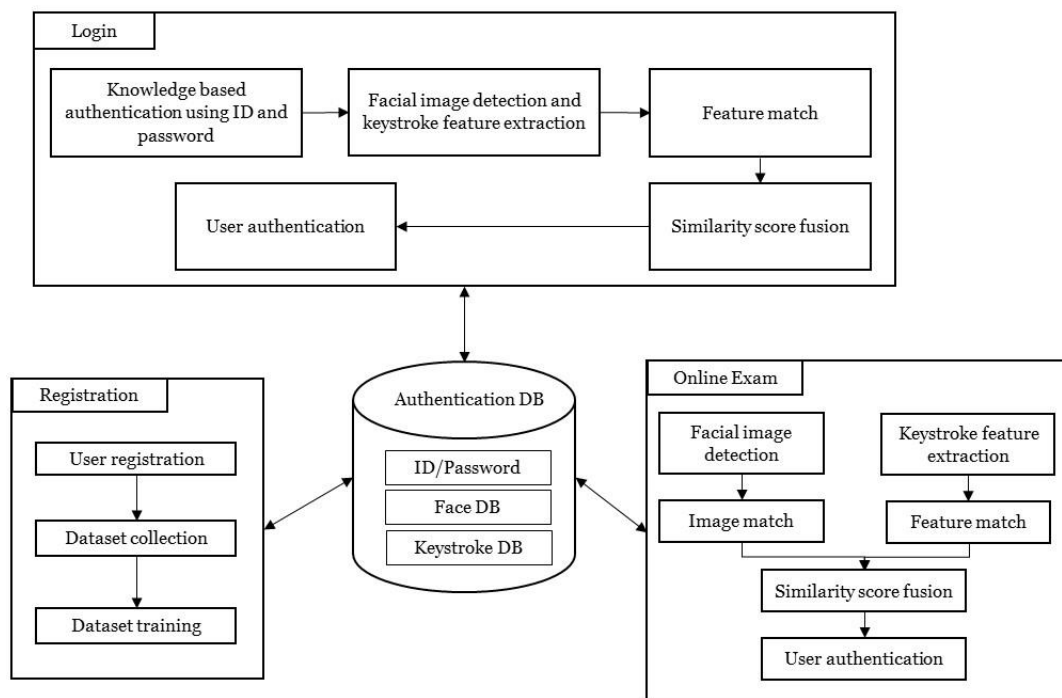 Login
Knowledge based
authentication using ID and
password
Facial image detection and
keystroke feature extraction
Feature match
User authentication
Similarity score fusion
Registration
User registration
Dataset collection
Dataset training
Authentication DB
ID/Password
Face DB
Keystroke DB
Online Exam
Facial image
detection
Keystroke feature
extraction
Image match
Feature match
Similarity score fusion
User authentication